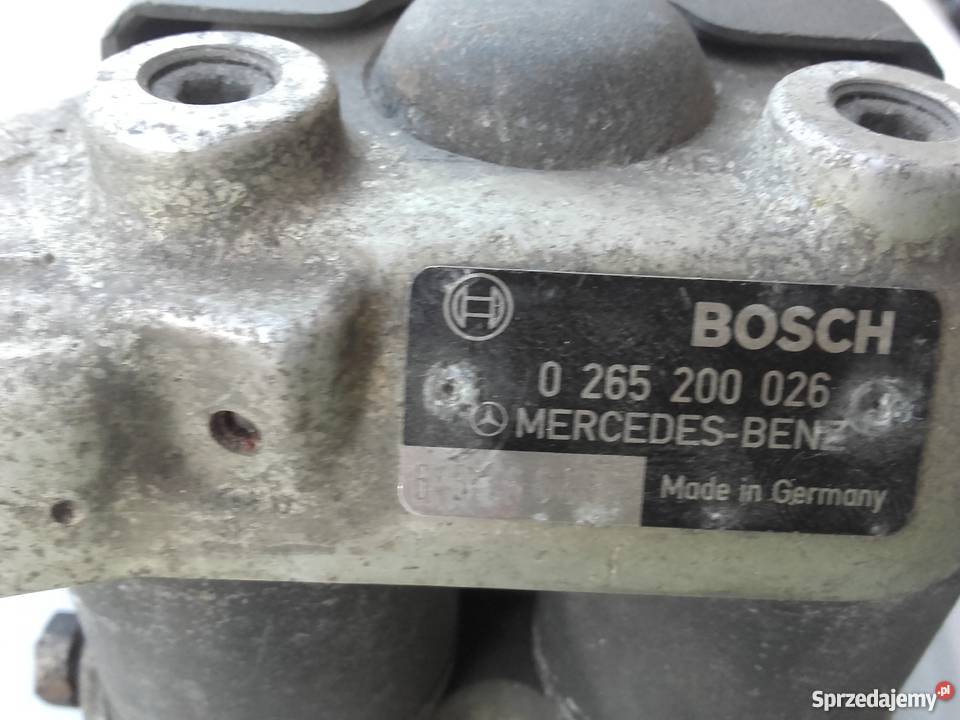 BOSCH
0 265 200 026
MERCEDES-BENZ
Made in Germany
Sprzedajemy.pl